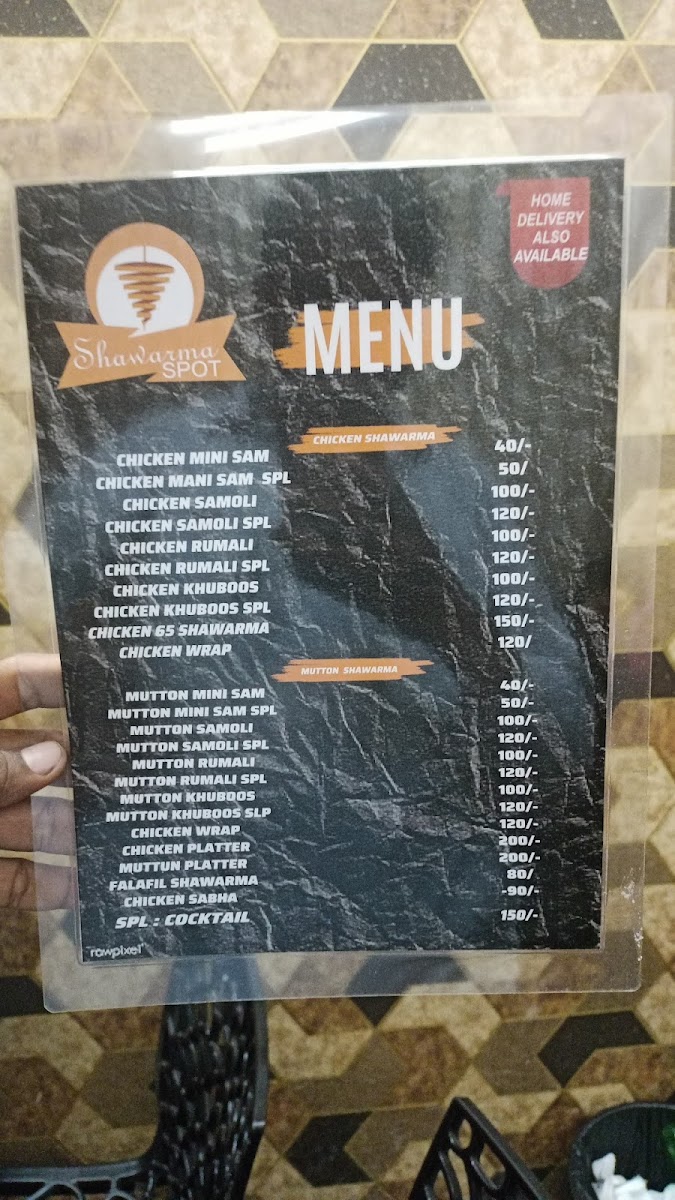 HOME
DELIVERY
ALSO
AVAILABLE
Shawarma
SPOT
MENU
CHICKEN SHAWARMA
CHICKEN MINI SAM 40/-
CHICKEN MANI SAM SPL 50/
CHICKEN SAMOLI 100/-
CHICKEN SAMOLI SPL 120/-
CHICKEN RUMALI 100/-
CHICKEN RUMALI SPL 120/-
CHICKEN KHUBOOS 100/-
CHICKEN KHUBOOS SPL 120/-
CHICKEN 65 SHAWARMA 150/-
CHICKEN WRAP 120/
MUTTON SHAWARMA
MUTTON MINI SAM 40/-
MUTTON MINI SAM SPL 50/-
MUTTON SAMOLI 100/-
MUTTON SAMOLI SPL 120/-
MUTTON RUMALI 100/-
MUTTON RUMALI SPL 120/-
MUTTON KHUBOOS 100/-
MUTTON KHUBOOS SLP 120/-
CHICKEN WRAP 120/-
CHICKEN PLATTER 200/-
MUTTUN PLATTER 200/-
FALAFIL SHAWARMA 80/
CHICKEN SABHA -90/-
SPL : COCKTAIL 150/-
rawpixel